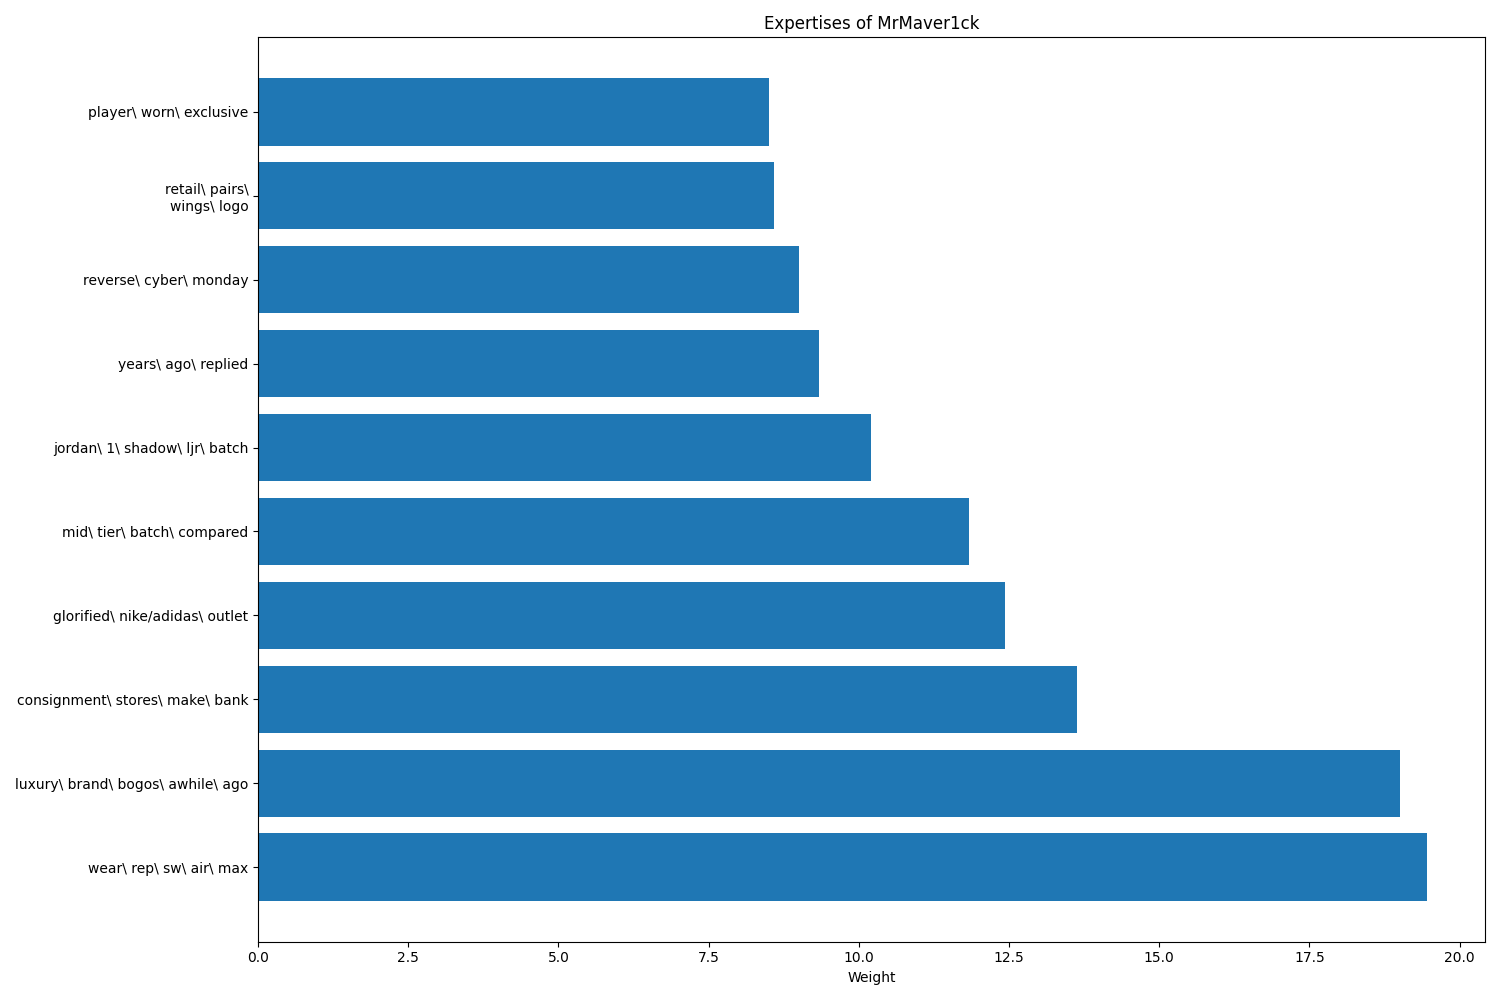 Expertises of MrMaver1ck
player\ worn\ exclusive
retail\ pairs\
wings\ logo
reverse\ cyber\ monday
years\ ago\ replied
jordan\ 1\ shadow\ ljr\ batch
mid\ tier\ batch\ compared
glorified\ nike/adidas\ outlet
consignment\ stores\ make\ bank
luxury\ brand\ bogos\ awhile\ ago
wear\ rep\ sw\ air\ max
0.0 2.5 5.0 7.5 10.0 12.5 15.0 17.5 20.0
Weight